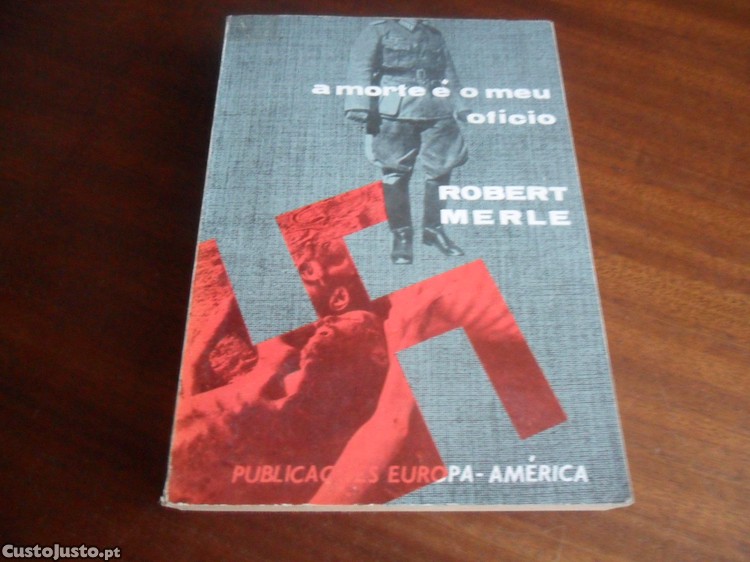 a morte é o meu
ofício
ROBERT
MERLE
PUBLICAÇÕES EUROPA-AMÉRICA
CustoJusto.pt